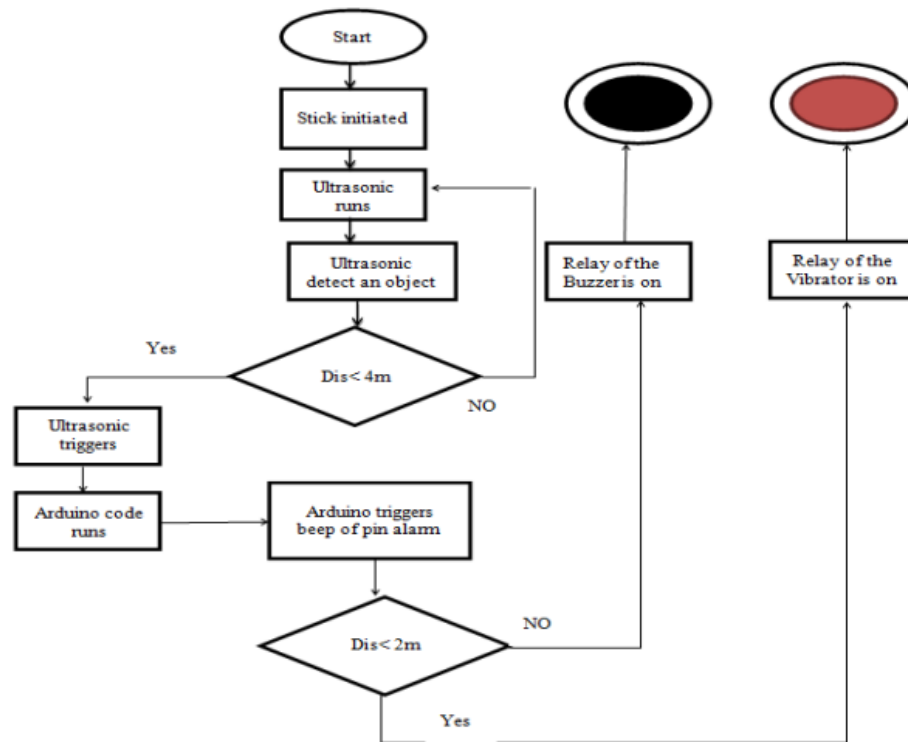 Start
Stick initiated
Ultrasonic
runs
Ultrasonic
detect an object
Relay of the
Buzzer is on
Relay of the
Vibrator is on
Yes
Dis< 4m
NO
Ultrasonic
triggers
Arduino code
runs
Arduino triggers
beep of pin alarm
NO
Dis< 2m
Yes